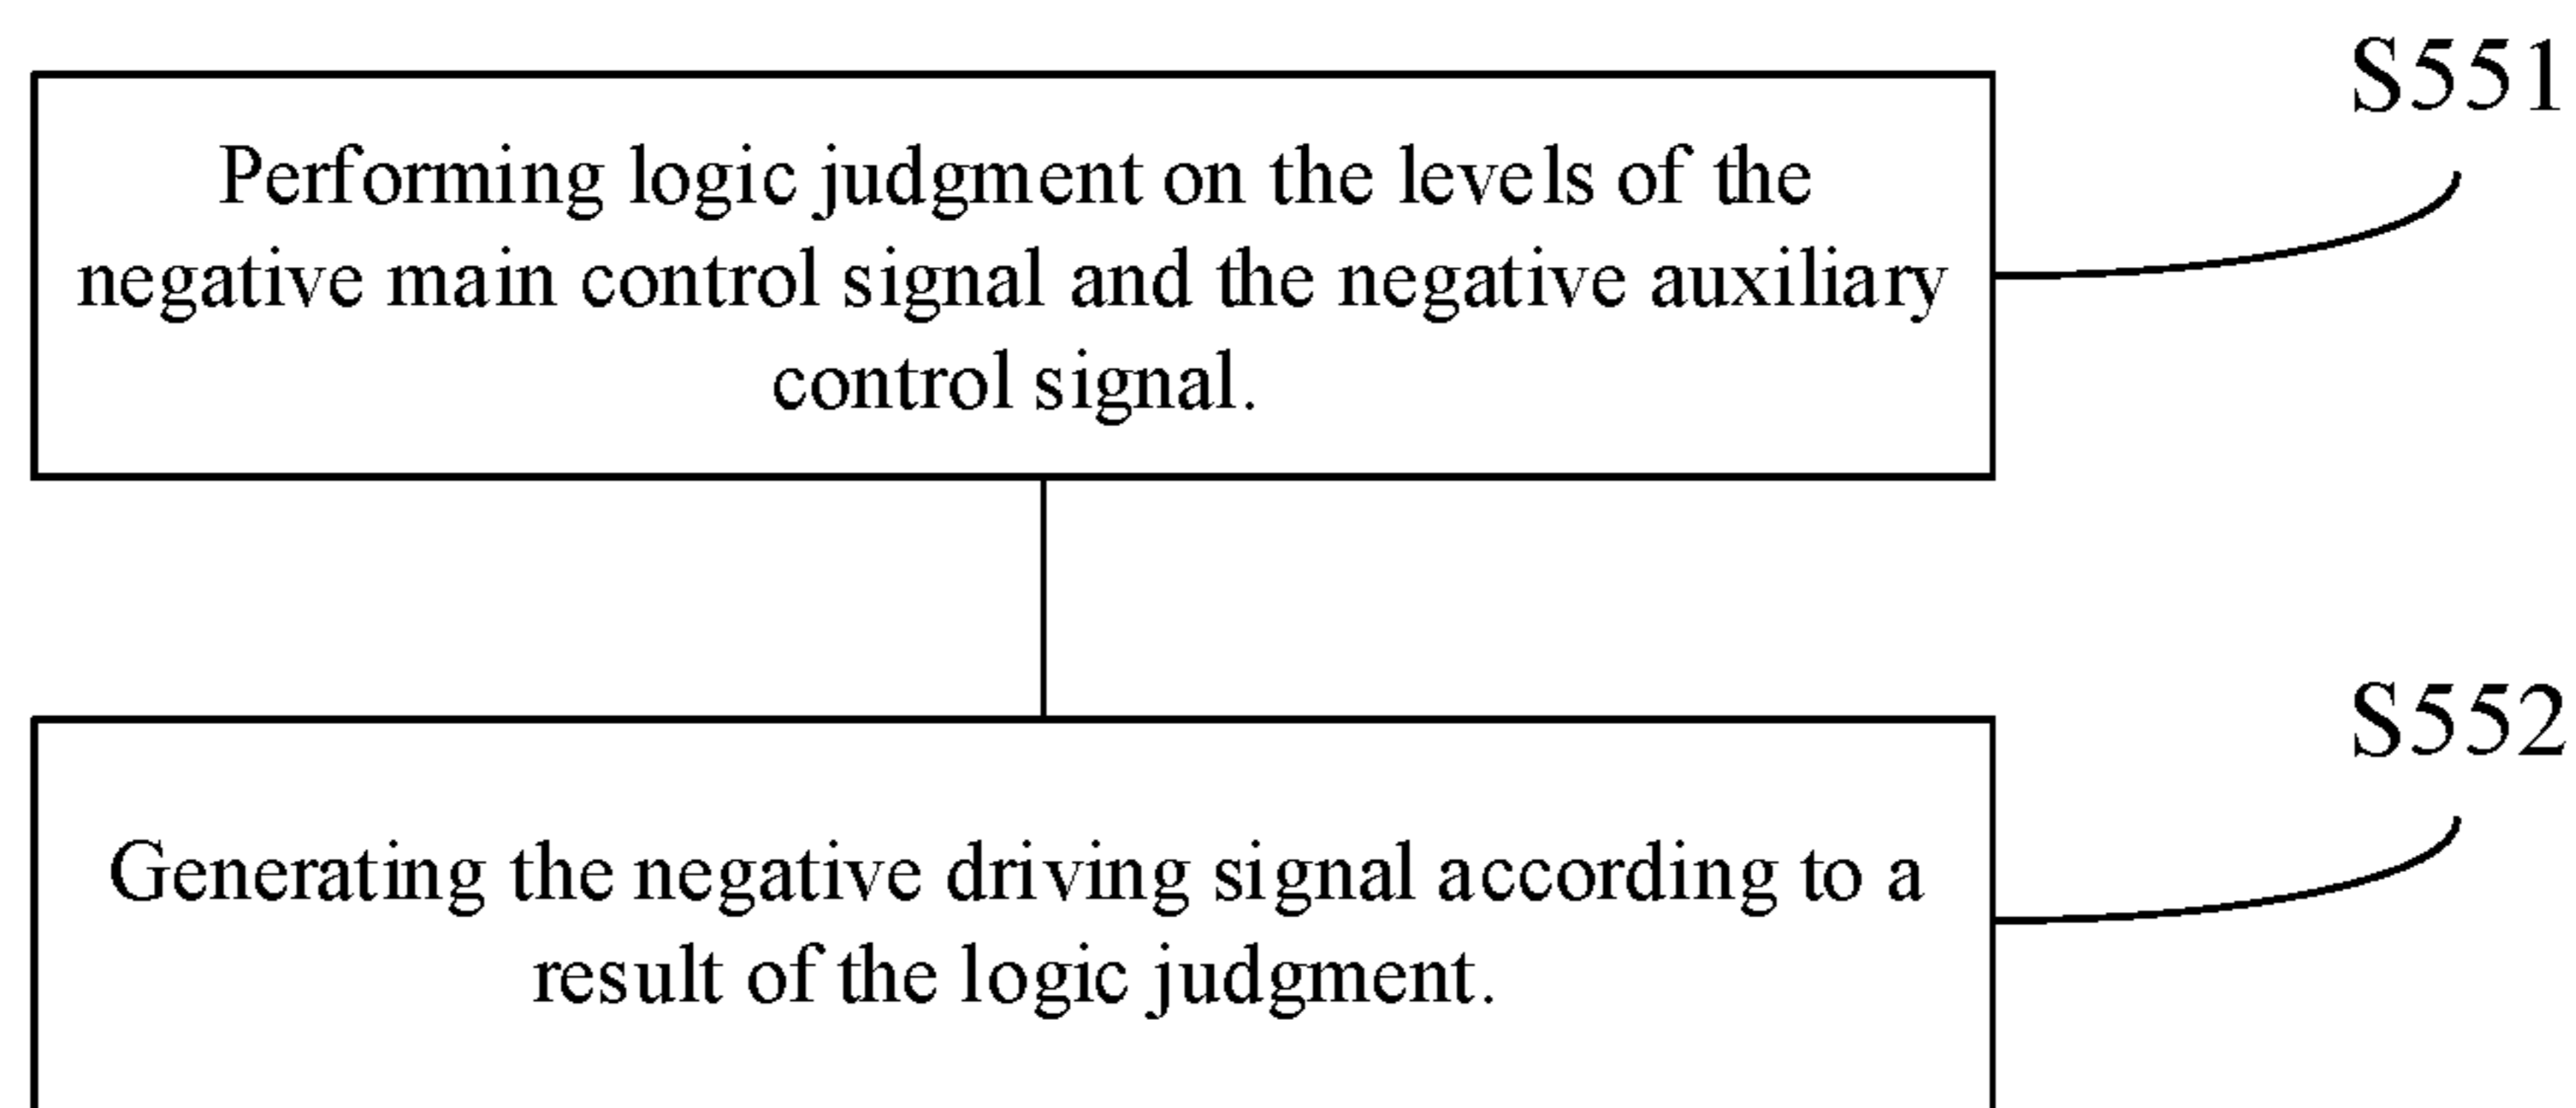 S551
Performing logic judgment on the levels of the
negative main control signal and the negative auxiliary
control signal.
S552
Generating the negative driving signal according to a
result of the logic judgment.